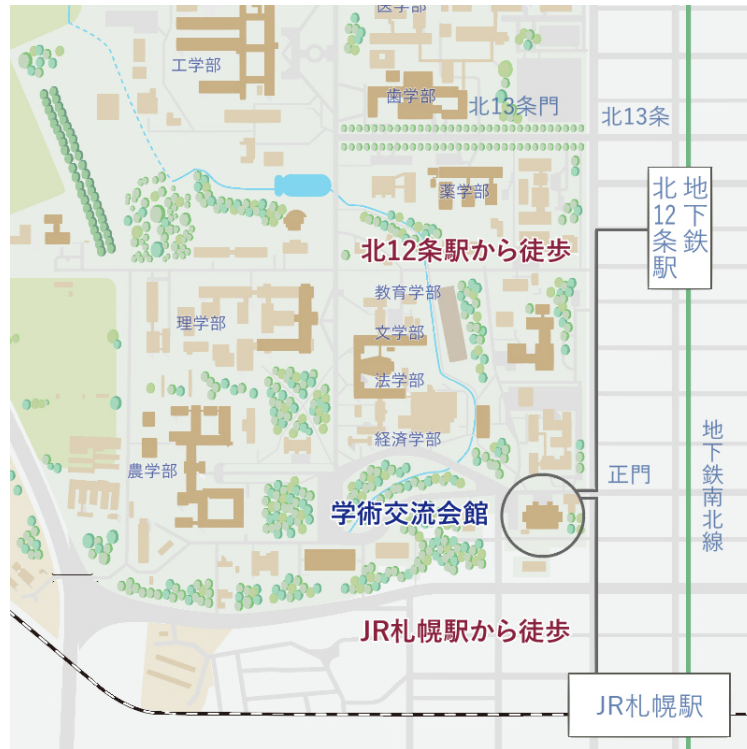 医学部
工学部
歯学部
北13条門
北13条
薬学部
地下鉄
北12条駅
北12条駅から徒歩
教育学部
理学部
文学部
法学部
経済学部
農学部
正門
地下鉄南北線
学術交流会館
JR札幌駅から徒歩
JR札幌駅